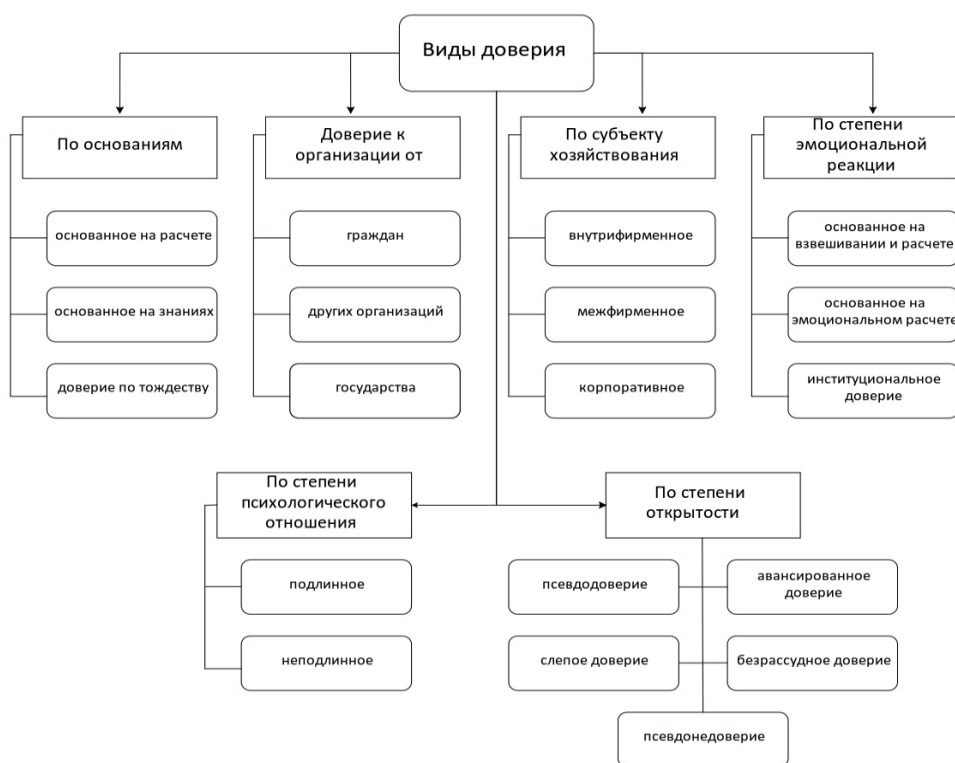 Виды доверия
По основаниям
основанное на расчете
основанное на знаниях
доверие по тождеству
Доверие к
организации от
граждан
других организаций
государства
По субъекту
хозяйствования
внутрифирменное
межфирменное
корпоративное
По степени
эмоциональной
реакции
основанное на
взвешивании и расчете
основанное на
эмоциональном расчете
институциональное
доверие
По степени
психологического
отношения
подлинное
неподлинное
По степени
открытости
псевдодоверие
авансированное
доверие
слепое доверие
безрассудное доверие
псевдонедоверие